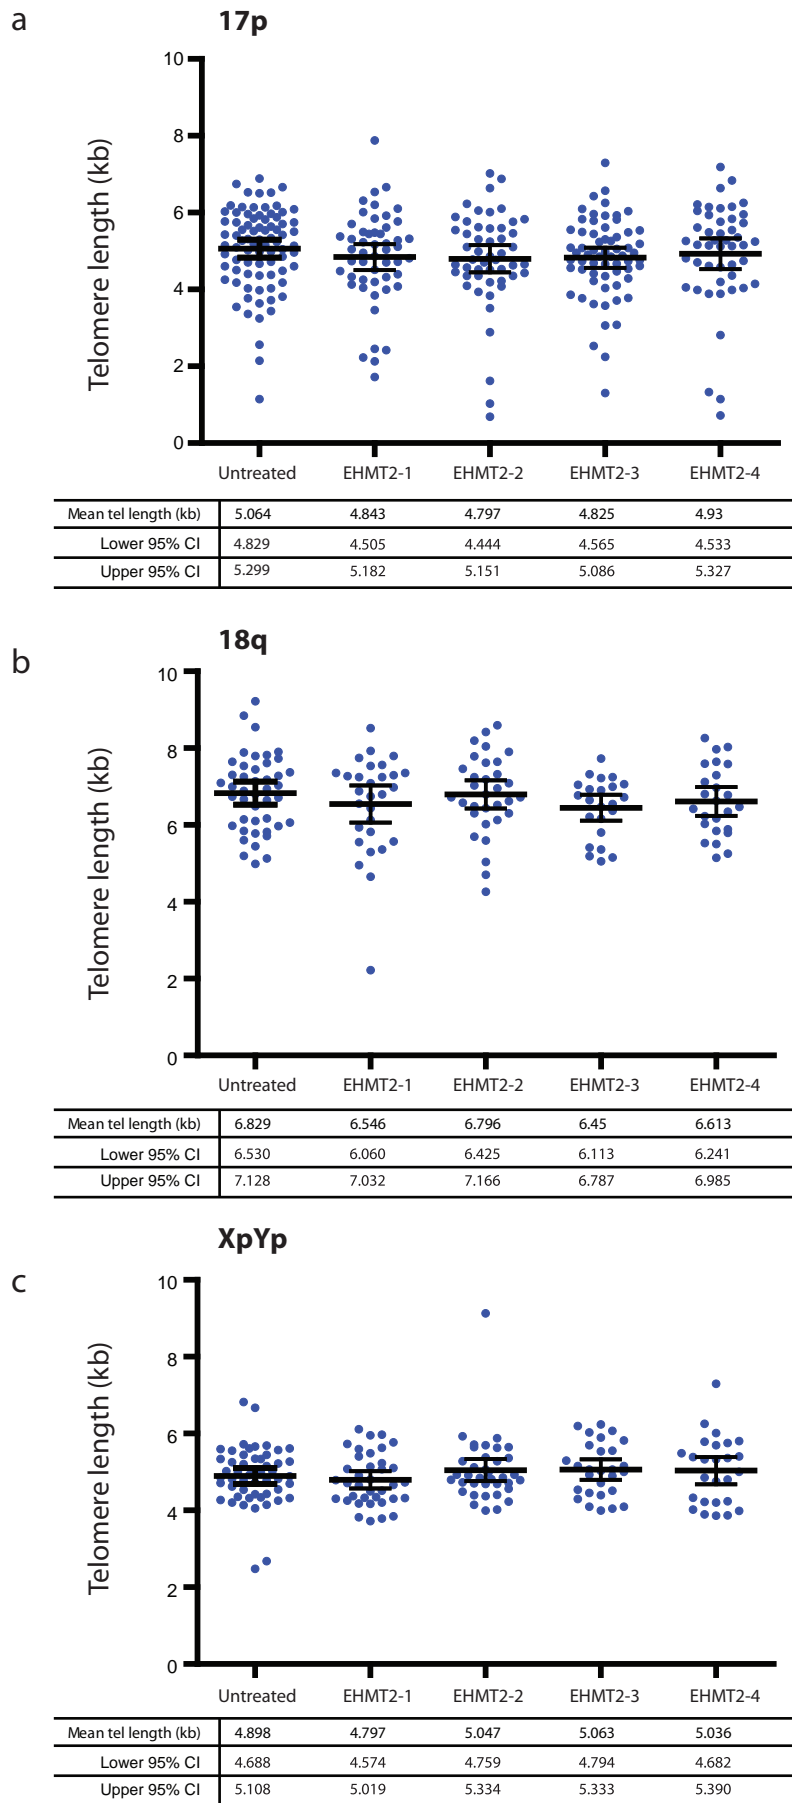 a
17p
10
8
6
4
2
0
Telomere length (kb)
Untreated EHMT2-1 EHMT2-2 EHMT2-3 EHMT2-4
Mean tel length (kb) 5.064 4.843 4.797 4.825 4.93
Lower 95% CI 4.829 4.505 4.444 4.565 4.533
Upper 95% CI 5.299 5.182 5.151 5.086 5.327
b
18q
10
8
6
4
2
0
Telomere length (kb)
Untreated EHMT2-1 EHMT2-2 EHMT2-3 EHMT2-4
Mean tel length (kb) 6.829 6.546 6.796 6.45 6.613
Lower 95% CI 6.530 6.060 6.425 6.113 6.241
Upper 95% CI 7.128 7.032 7.166 6.787 6.985
XpYp
c
10
8
6
4
2
0
Telomere length (kb)
Untreated EHMT2-1 EHMT2-2 EHMT2-3 EHMT2-4
Mean tel length (kb) 4.898 4.797 5.047 5.063 5.036
Lower 95% CI 4.688 4.574 4.759 4.794 4.682
Upper 95% CI 5.108 5.019 5.334 5.333 5.390